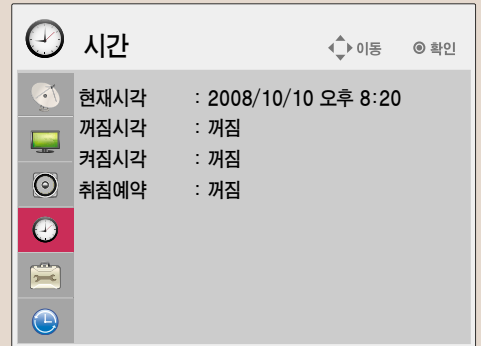 시간
이동 확인
현재시각 : 2008/10/10 오후 8:20
꺼짐시각 : 꺼짐
켜짐시각 : 꺼짐
취침예약 : 꺼짐